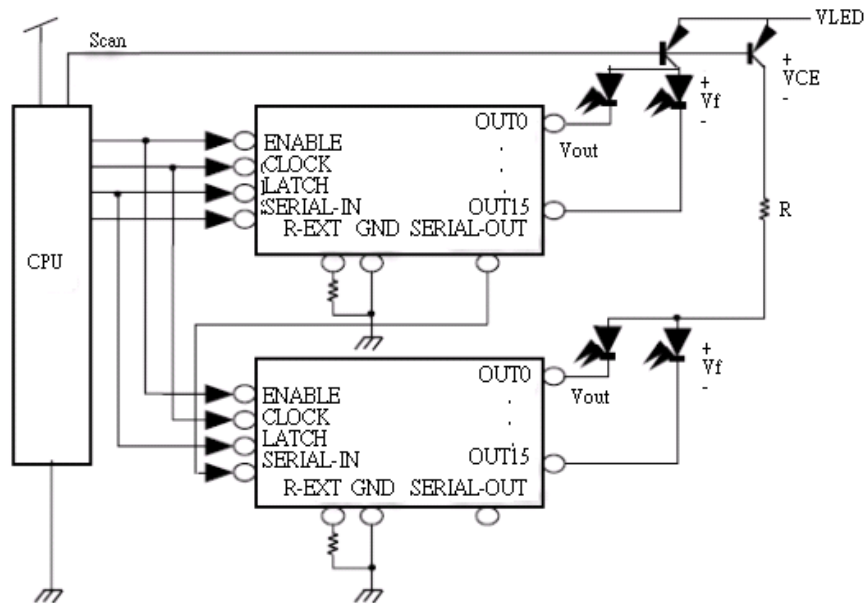 VLED
Scan
+
VCE
-
+
Vf
-
OUT0
ENABLE
Vout
.
CLOCK
.
LATCH
.
SERIAL-IN
OUT15
R
R-EXT GND SERIAL-OUT
CPU
+
Vf
-
OUT0
ENABLE
Vout
.
CLOCK
.
LATCH
.
SERIAL-IN
OUT15
R-EXT GND SERIAL-OUT